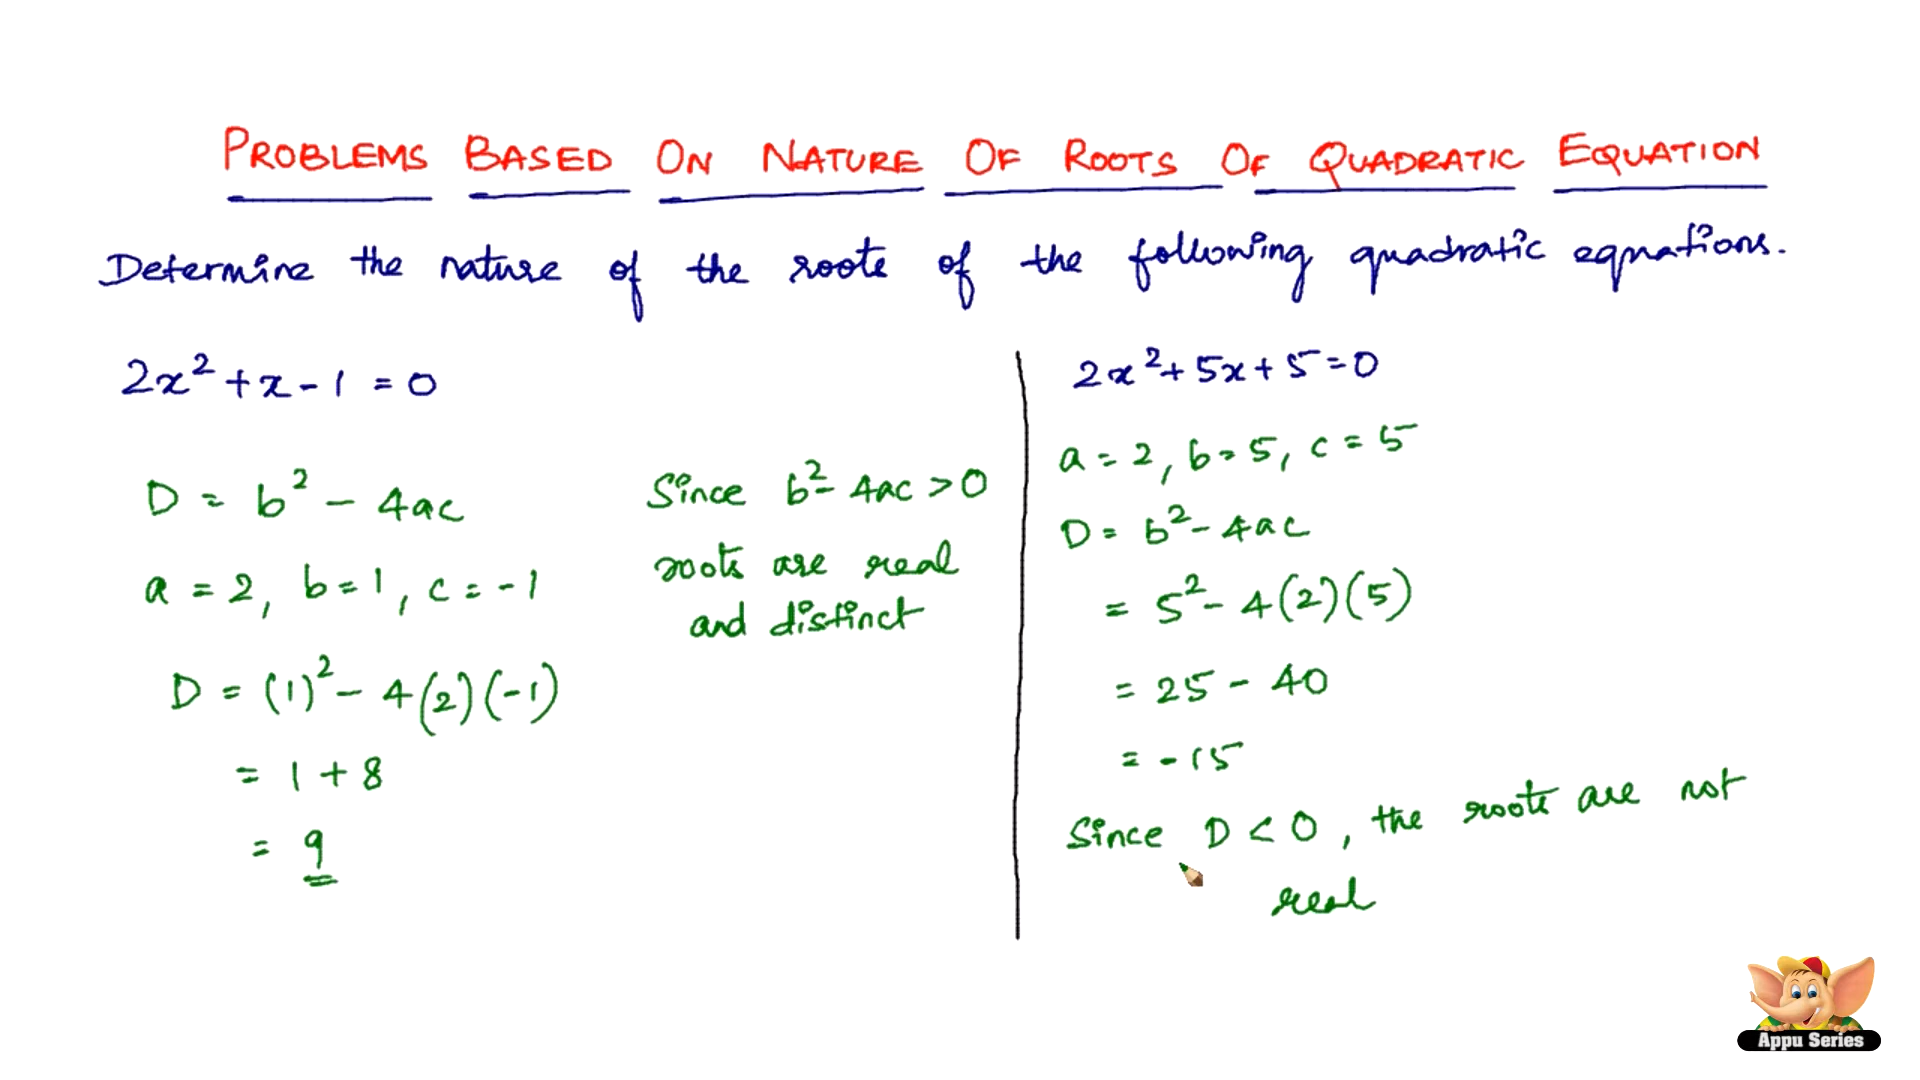 PROBLEMS BASED ON NATURE OF ROOTS OF QUADRATIC EQUATION
Determine the nature of the roots of the following quadratic equations.
2x² + x - 1 = 0
D = b² - 4ac
a = 2, b = 1, c = -1
D = (1)² - 4(2)(-1)
= 1 + 8
= 9
Since b² - 4ac > 0
roots are real
and distinct
2x² + 5x + 5 = 0
a = 2, b = 5, c = 5
D = b² - 4ac
= 5² - 4(2)(5)
= 25 - 40
= -15
Since D < 0, the roots are not
real
Appu Series